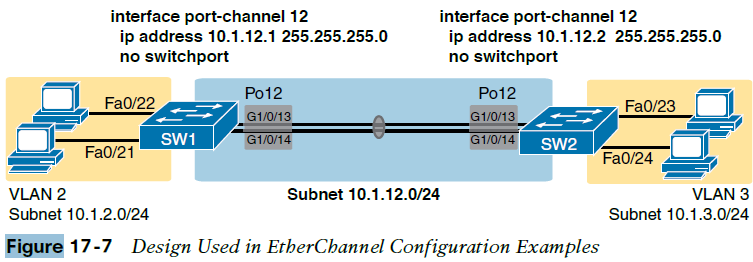 interface port-channel 12
ip address 10.1.12.1 255.255.255.0
no switchport
interface port-channel 12
ip address 10.1.12.2 255.255.255.0
no switchport
Fa0/22
Fa0/21
SW1
Po12
G1/0/13
G1/0/14
Po12
G1/0/13
G1/0/14
SW2
Fa0/23
Fa0/24
VLAN 2
Subnet 10.1.2.0/24
Subnet 10.1.12.0/24
VLAN 3
Subnet 10.1.3.0/24
Figure 17-7 Design Used in EtherChannel Configuration Examples